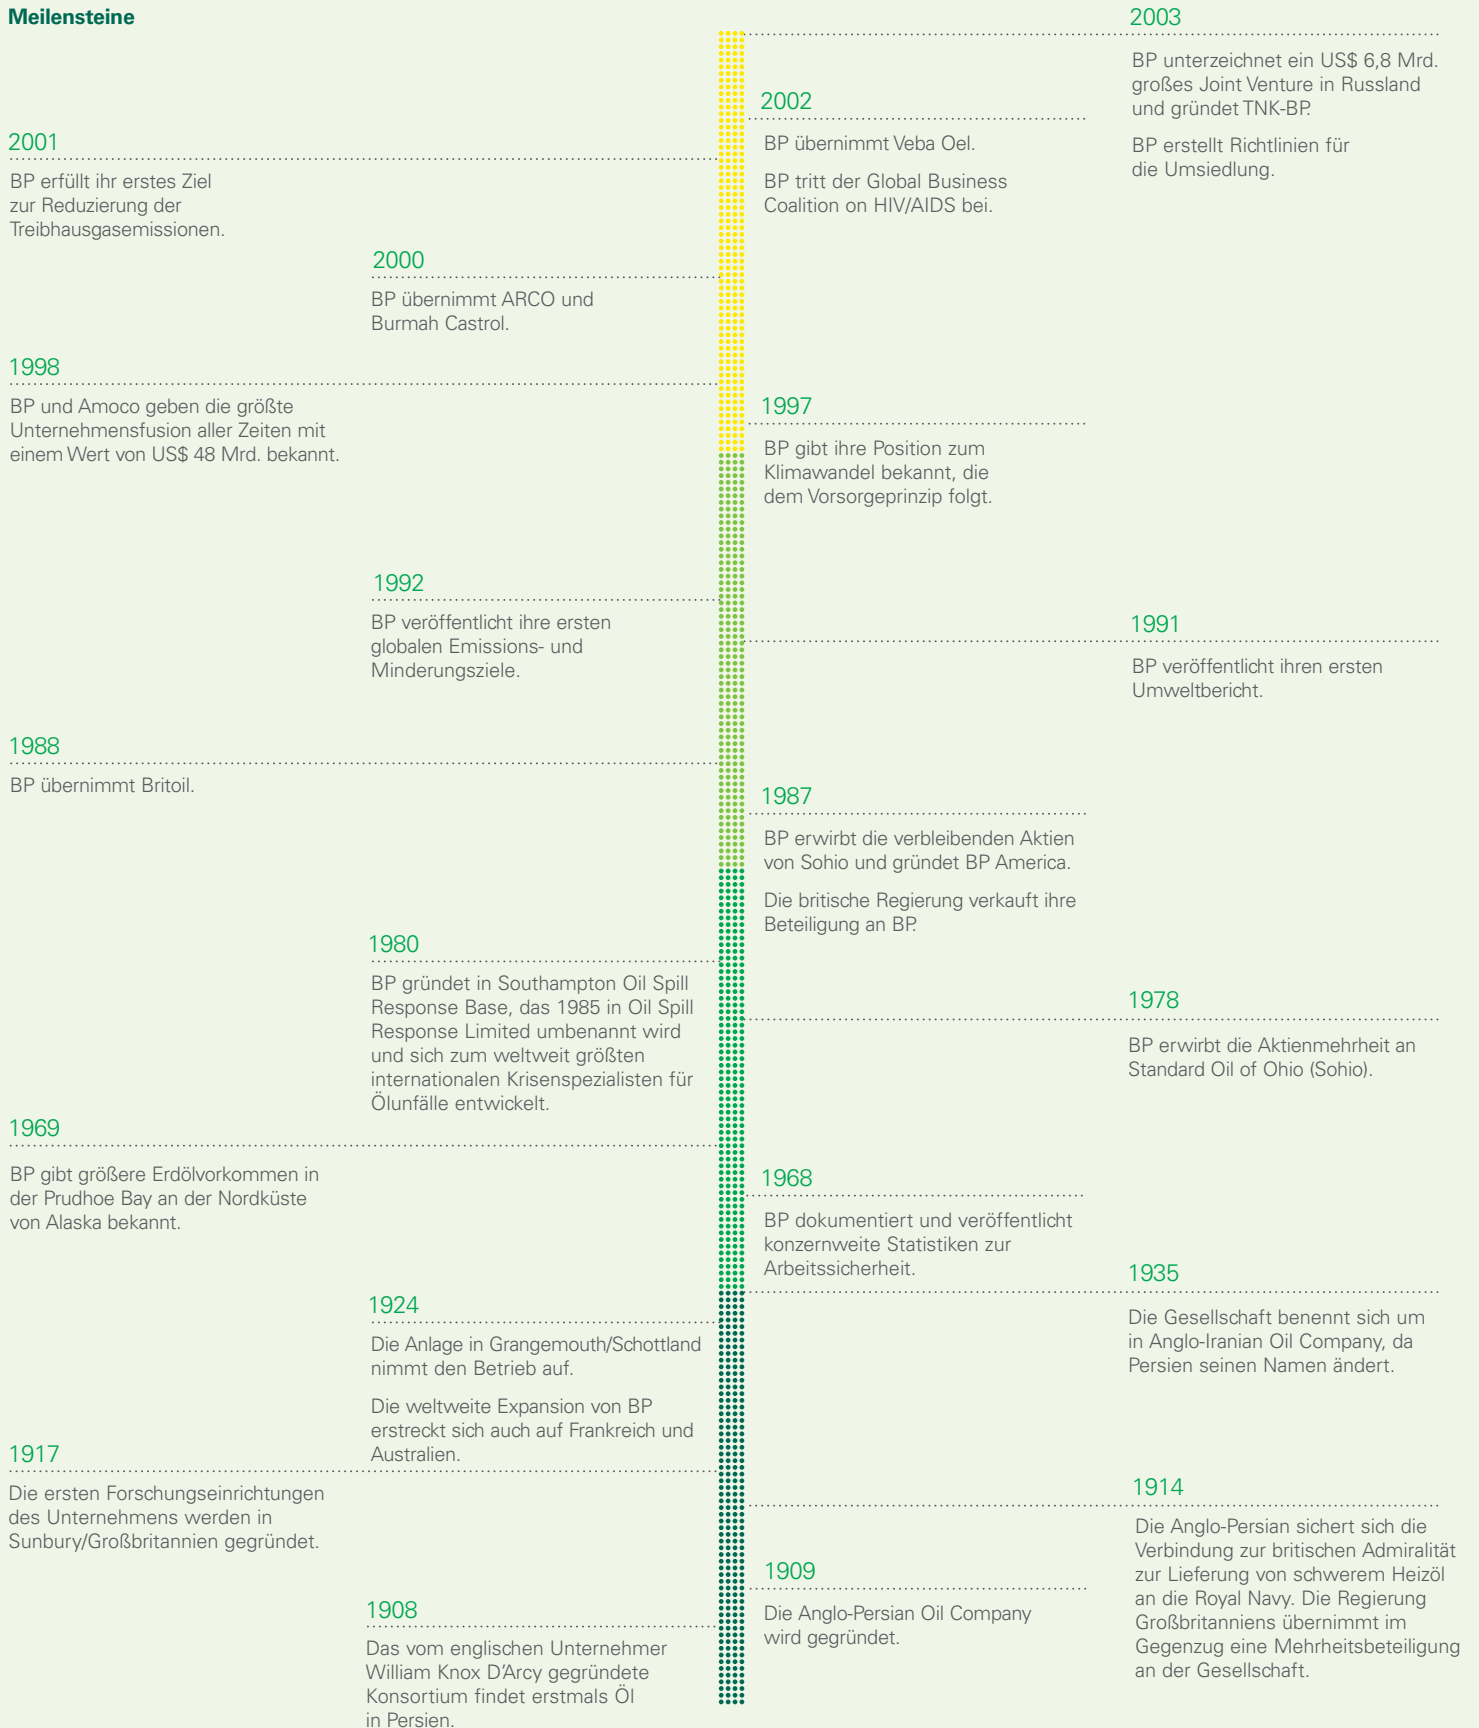 Meilensteine
2003
BP unterzeichnet ein US$ 6,8 Mrd.
großes Joint Venture in Russland
und gründet TNK-BP.
BP erstellt Richtlinien für
die Umsiedlung.
2002
BP übernimmt Veba Oel.
BP tritt der Global Business
Coalition on HIV/AIDS bei.
2001
BP erfüllt ihr erstes Ziel
zur Reduzierung der
Treibhausgasemissionen.
2000
BP übernimmt ARCO und
Burmah Castrol.
1998
BP und Amoco geben die größte
Unternehmensfusion aller Zeiten mit
einem Wert von US$ 48 Mrd. bekannt.
1997
BP gibt ihre Position zum
Klimawandel bekannt, die
dem Vorsorgeprinzip folgt.
1992
BP veröffentlicht ihre ersten
globalen Emissions- und
Minderungsziele.
1991
BP veröffentlicht ihren ersten
Umweltbericht.
1988
BP übernimmt Britoil.
1987
BP erwirbt die verbleibenden Aktien
von Sohio und gründet BP America.
Die britische Regierung verkauft ihre
Beteiligung an BP.
1980
BP gründet in Southampton Oil Spill
Response Base, das 1985 in Oil Spill
Response Limited umbenannt wird
und sich zum weltweit größten
internationalen Krisenspezialisten für
Ölunfälle entwickelt.
1978
BP erwirbt die Aktienmehrheit an
Standard Oil of Ohio (Sohio).
1969
BP gibt größere Erdölvorkommen in
der Prudhoe Bay an der Nordküste
von Alaska bekannt.
1968
BP dokumentiert und veröffentlicht
konzernweite Statistiken zur
Arbeitssicherheit.
1935
Die Gesellschaft benennt sich um
in Anglo-Iranian Oil Company, da
Persien seinen Namen ändert.
1924
Die Anlage in Grangemouth/Schottland
nimmt den Betrieb auf.
Die weltweite Expansion von BP
erstreckt sich auch auf Frankreich und
Australien.
1917
Die ersten Forschungseinrichtungen
des Unternehmens werden in
Sunbury/Großbritannien gegründet.
1914
Die Anglo-Persian sichert sich die
Verbindung zur britischen Admiralität
zur Lieferung von schwerem Heizöl
an die Royal Navy. Die Regierung
Großbritanniens übernimmt im
Gegenzug eine Mehrheitsbeteiligung
an der Gesellschaft.
1909
Die Anglo-Persian Oil Company
wird gegründet.
1908
Das vom englischen Unternehmer
William Knox D'Arcy gegründete
Konsortium findet erstmals Öl
in Persien.